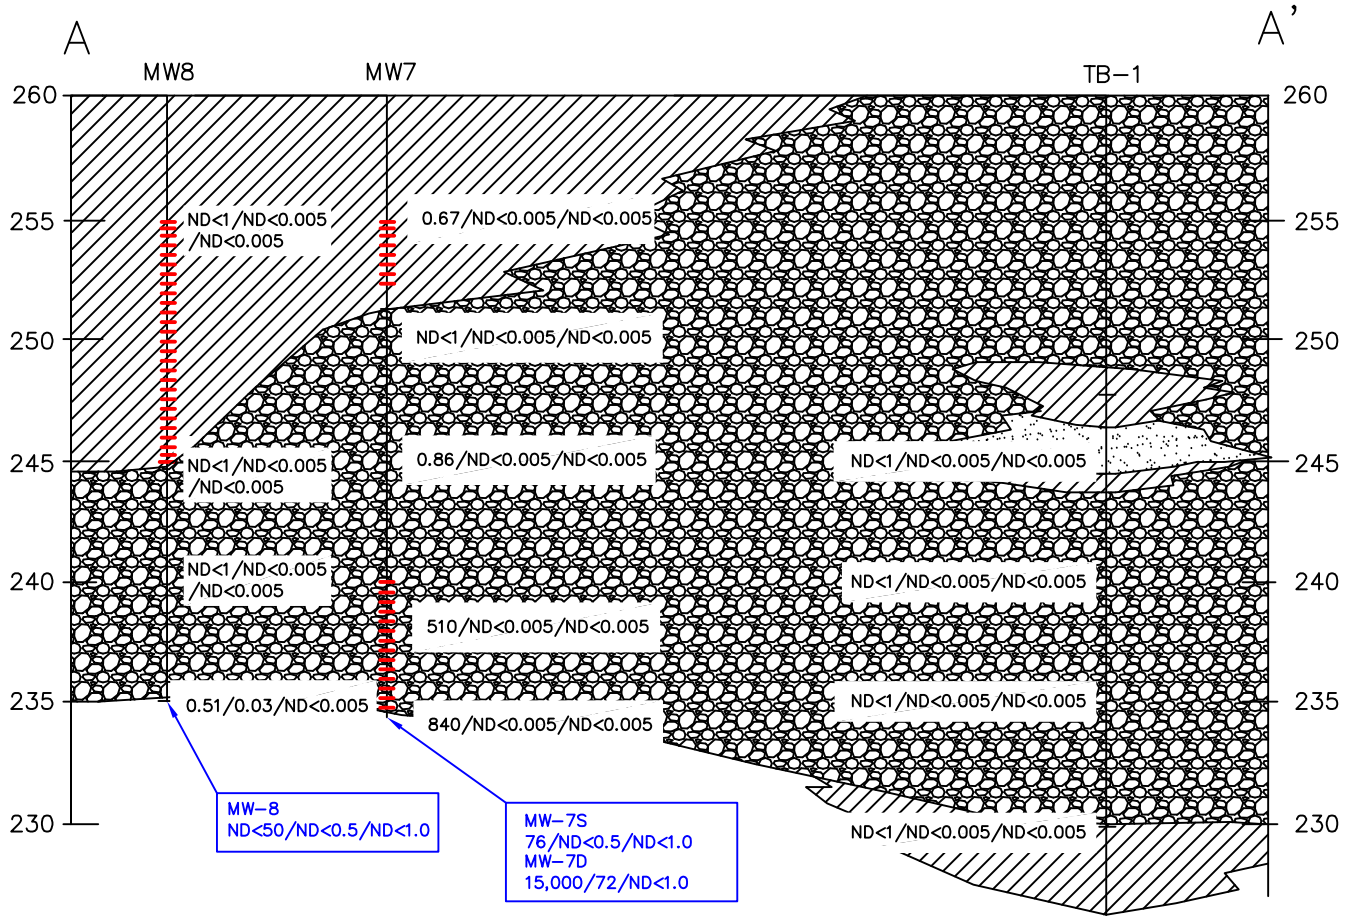 A
A'
MW8
MW7
TB-1
260
260
ND<1/ND<0.005
/ND<0.005
0.67/ND<0.005/ND<0.005
255
255
250
250
ND<1/ND<0.005/ND<0.005
245
245
ND<1/ND<0.005
/ND<0.005
0.86/ND<0.005/ND<0.005
ND<1/ND<0.005/ND<0.005
240
240
ND<1/ND<0.005
/ND<0.005
ND<1/ND<0.005/ND<0.005
510/ND<0.005/ND<0.005
235
235
0.51/0.03/ND<0.005
840/ND<0.005/ND<0.005
ND<1/ND<0.005/ND<0.005
230
230
MW-8
ND<50/ND<0.5/ND<1.0
MW-7S
76/ND<0.5/ND<1.0
MW-7D
15,000/72/ND<1.0
ND<1/ND<0.005/ND<0.005